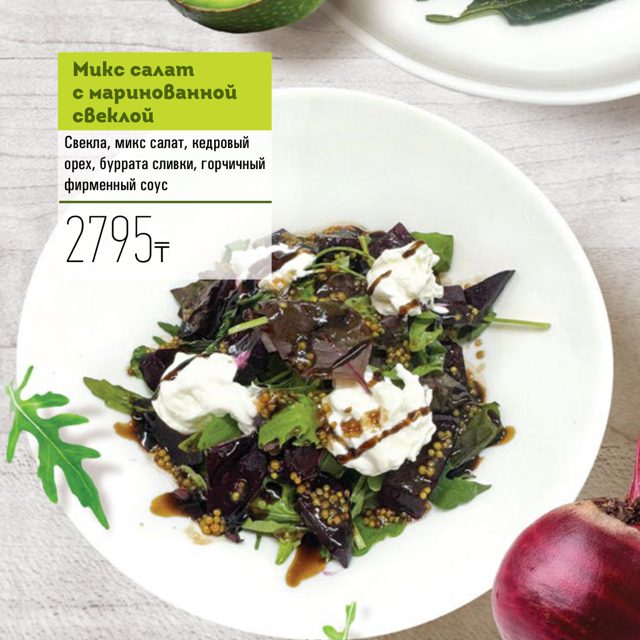 Микс салат
с маринованной
свеклой
Свекла, микс салат, кедровый
орех, буррата сливки, горчичный
фирменный соус
2795₸